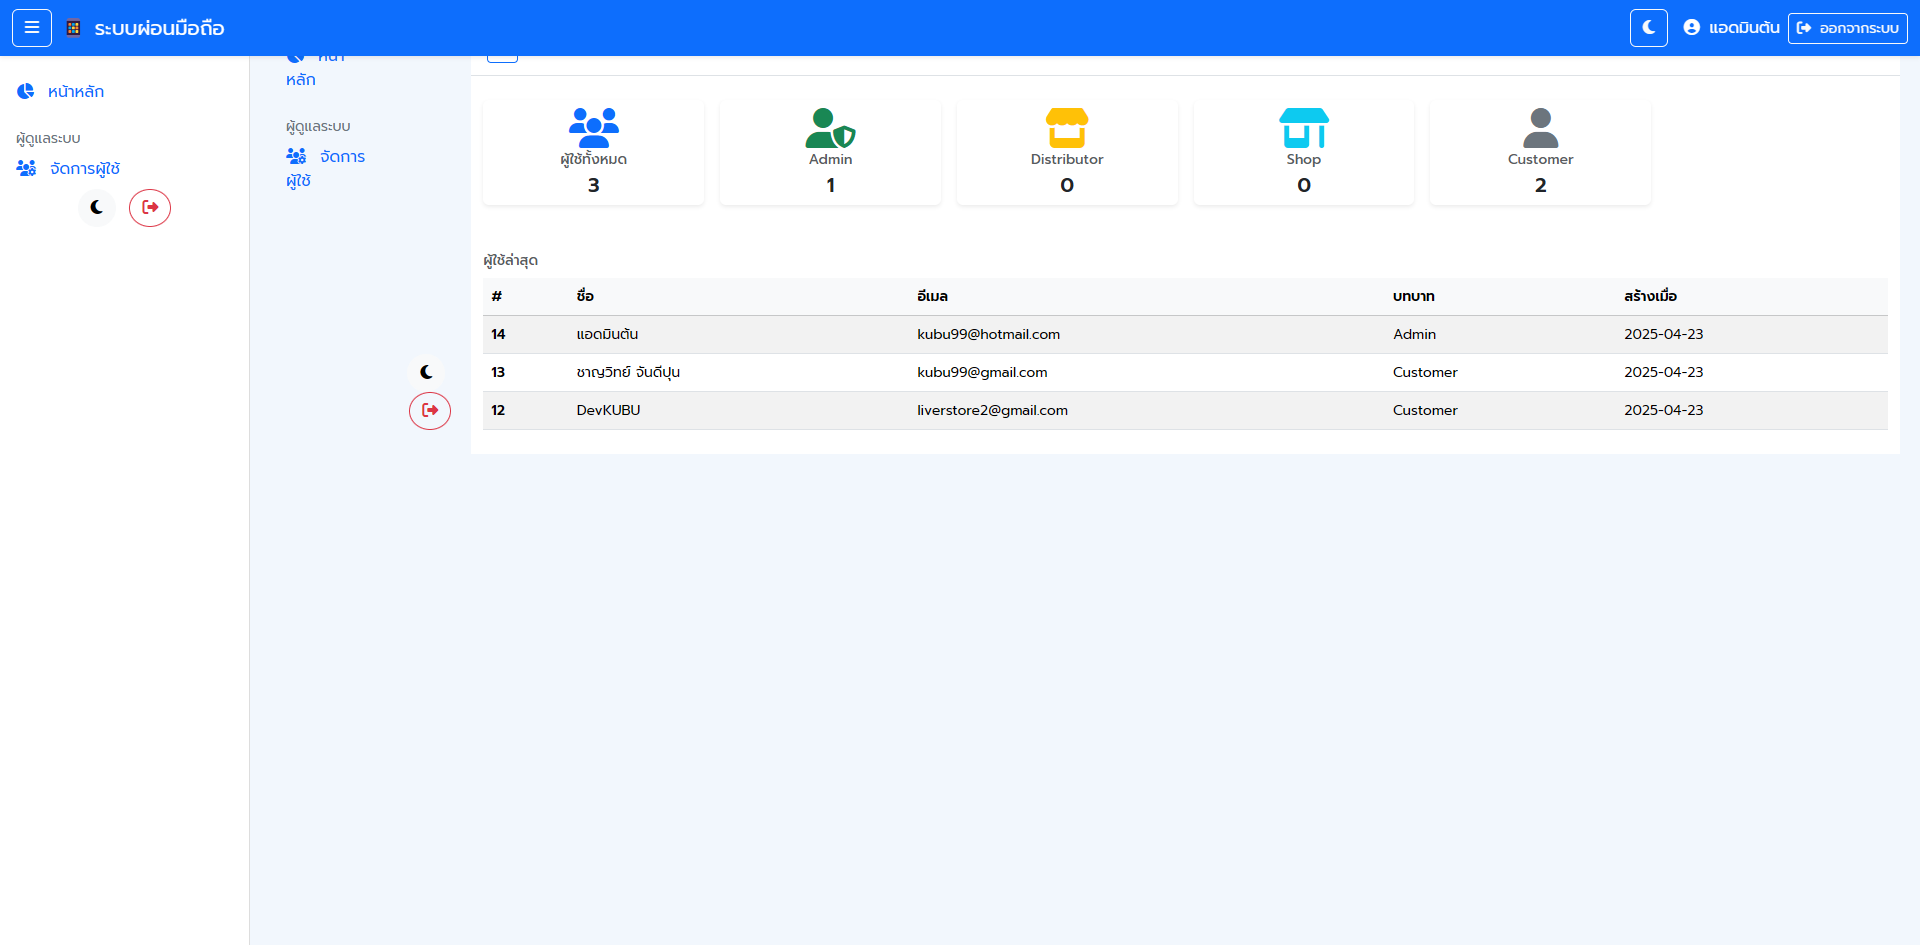 ระบบผ่อนมือถือ
แอดมินต้น
ออกจากระบบ
หน้าหลัก
ผู้ดูแลระบบ
จัดการผู้ใช้
หน้า
หลัก
ผู้ดูแลระบบ
จัดการ
ผู้ใช้
ผู้ใช้ทั้งหมด
3
Admin
1
Distributor
0
Shop
0
Customer
2
ผู้ใช้ล่าสุด
# ชื่อ อีเมล บทบาท สร้างเมื่อ
14 แอดมินต้น kubu99@hotmail.com Admin 2025-04-23
13 ชาญวิทย์ จันดีปุน kubu99@gmail.com Customer 2025-04-23
12 DevKUBU liverstore2@gmail.com Customer 2025-04-23